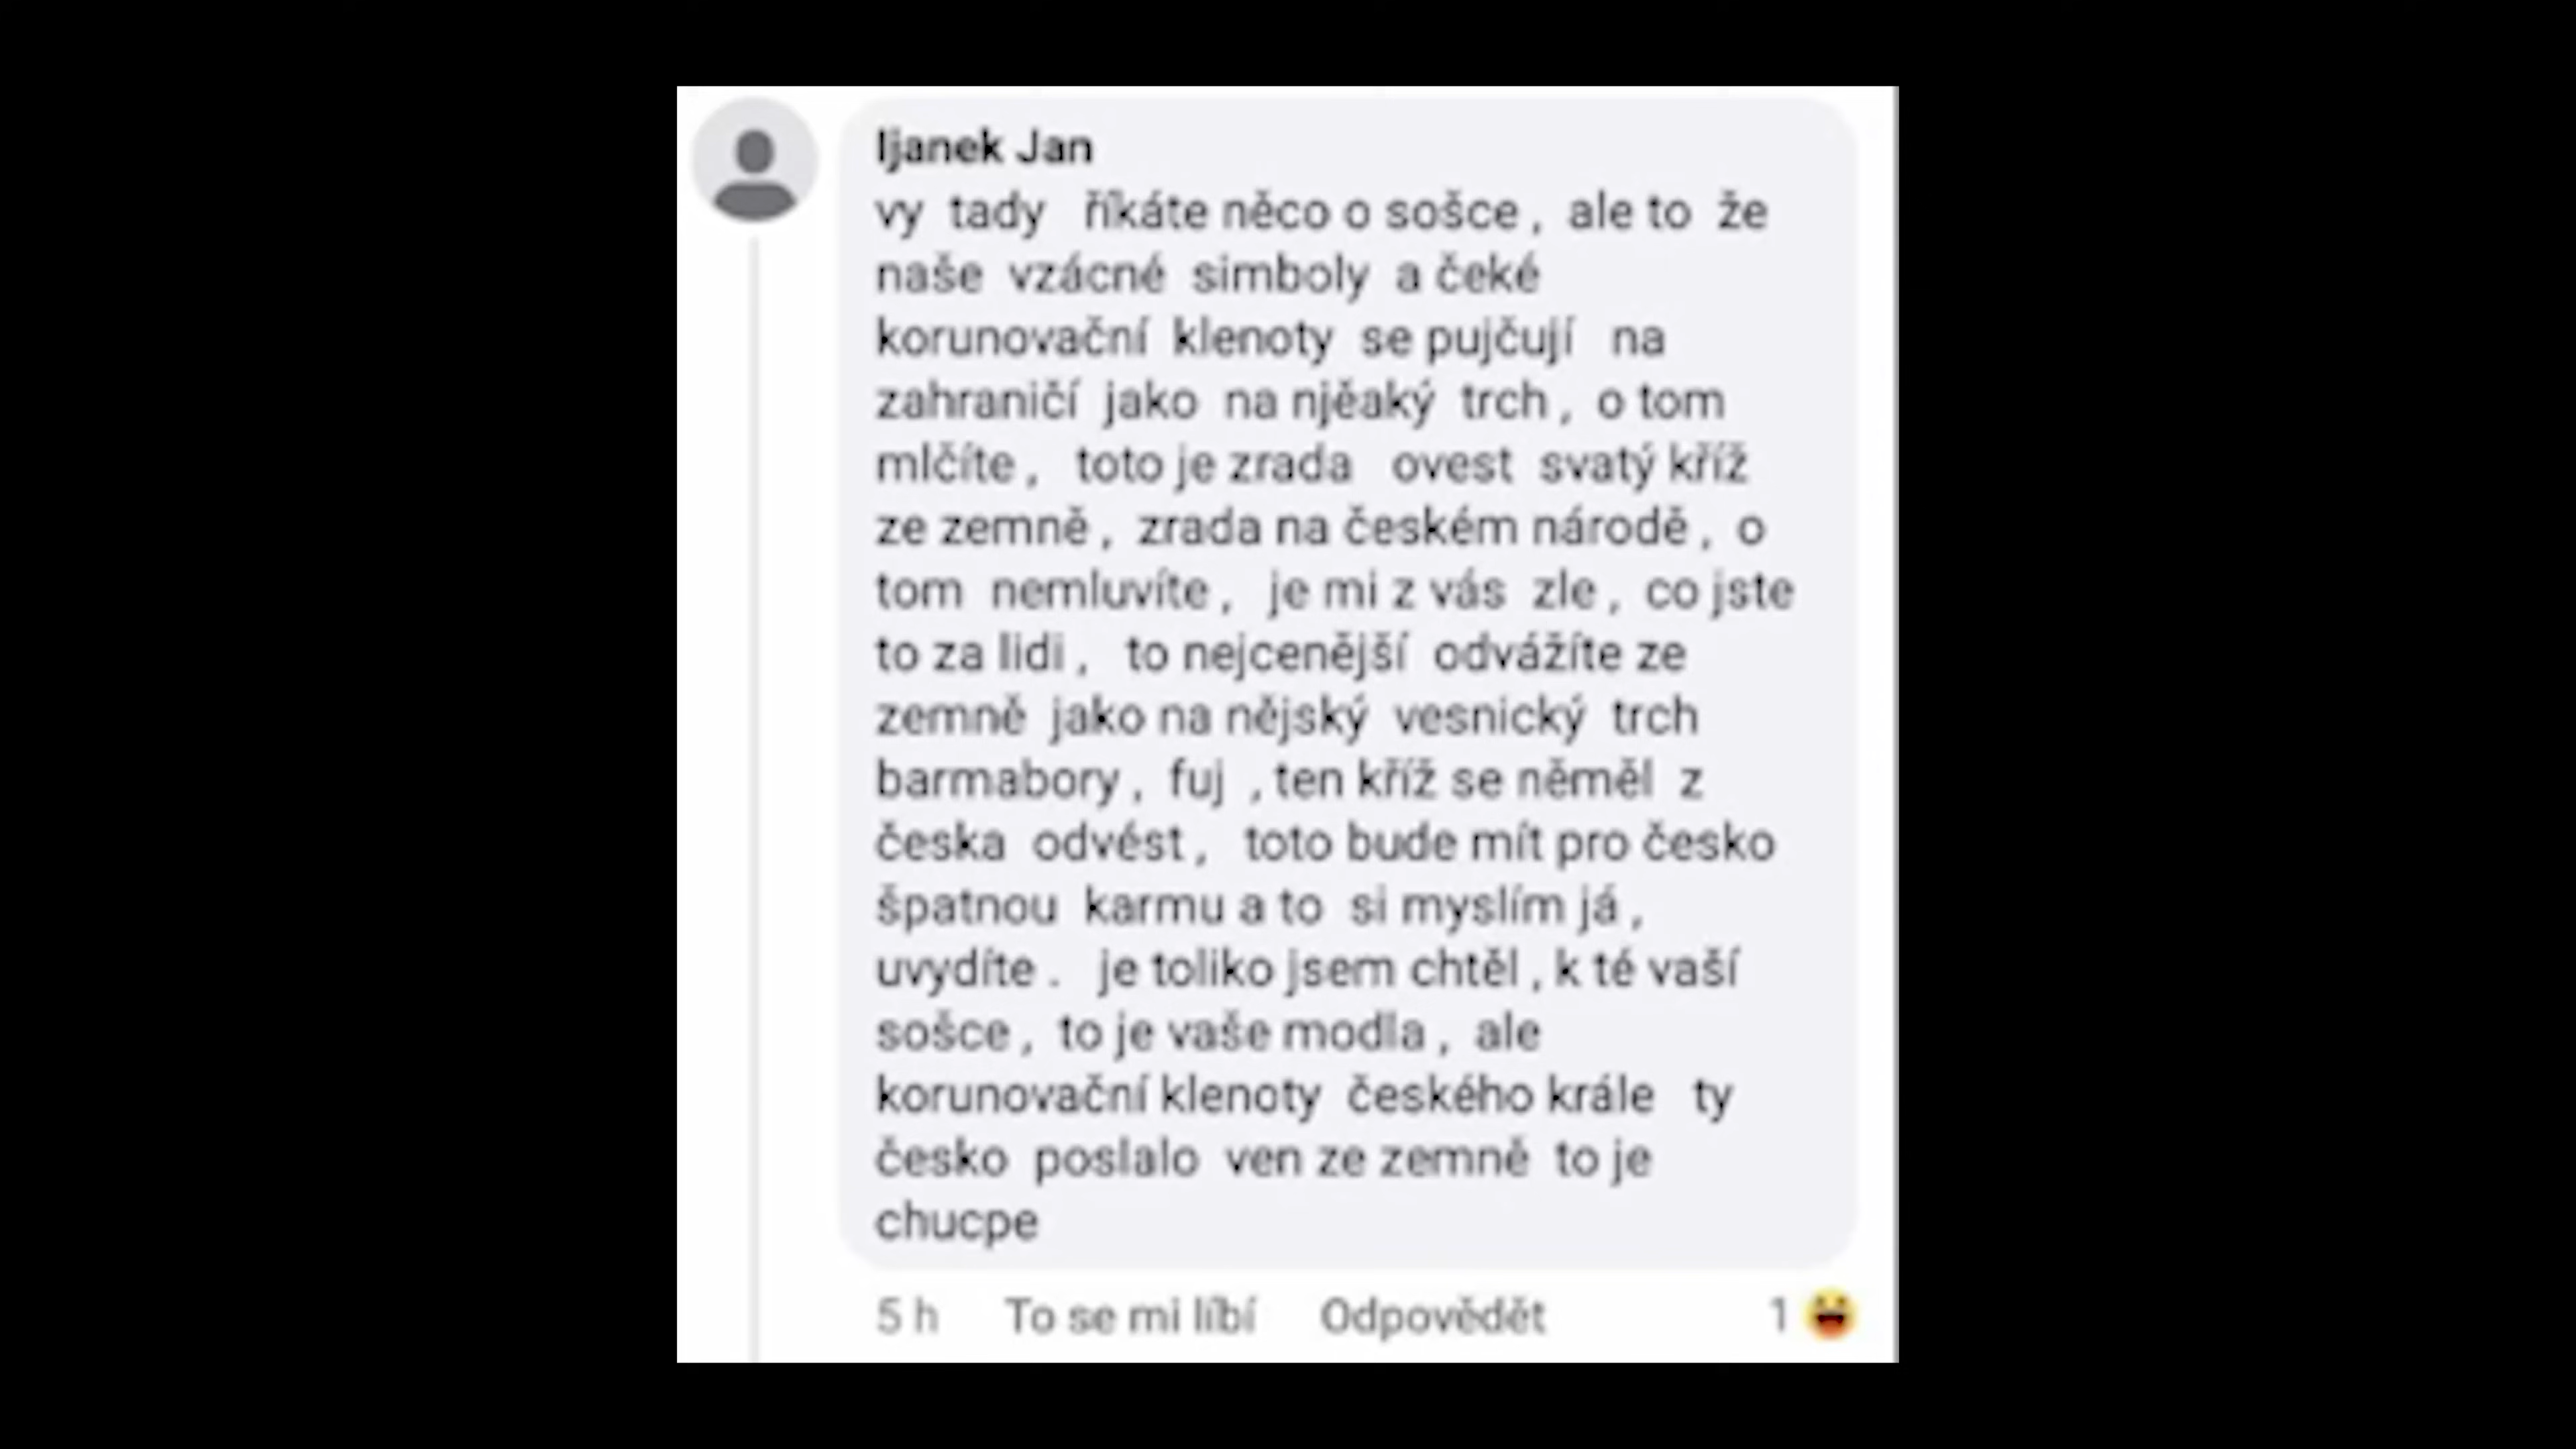 Ijanek Jan
vy tady říkáte něco o sošce , ale to že
naše vzácné simboly a čeké
korunovační klenoty se pujčují na
zahraničí jako na njěaký trch , o tom
mlčíte , toto je zrada ovest svatý kříž
ze zemně , zrada na českém národě , o
tom nemluvíte , je mi z vás zle , co jste
to za lidi , to nejcenější odvážíte ze
zemně jako na nějský vesnický trch
barmabory , fuj , ten kříž se něměl z
česka odvést , toto bude mít pro česko
špatnou karmu a to si myslím já ,
uvydíte . je toliko jsem chtěl , k té vaší
sošce , to je vaše modla , ale
korunovační klenoty českého krále ty
česko poslalo ven ze zemně to je
chucpe
5 h To se mi líbí Odpovědět 1